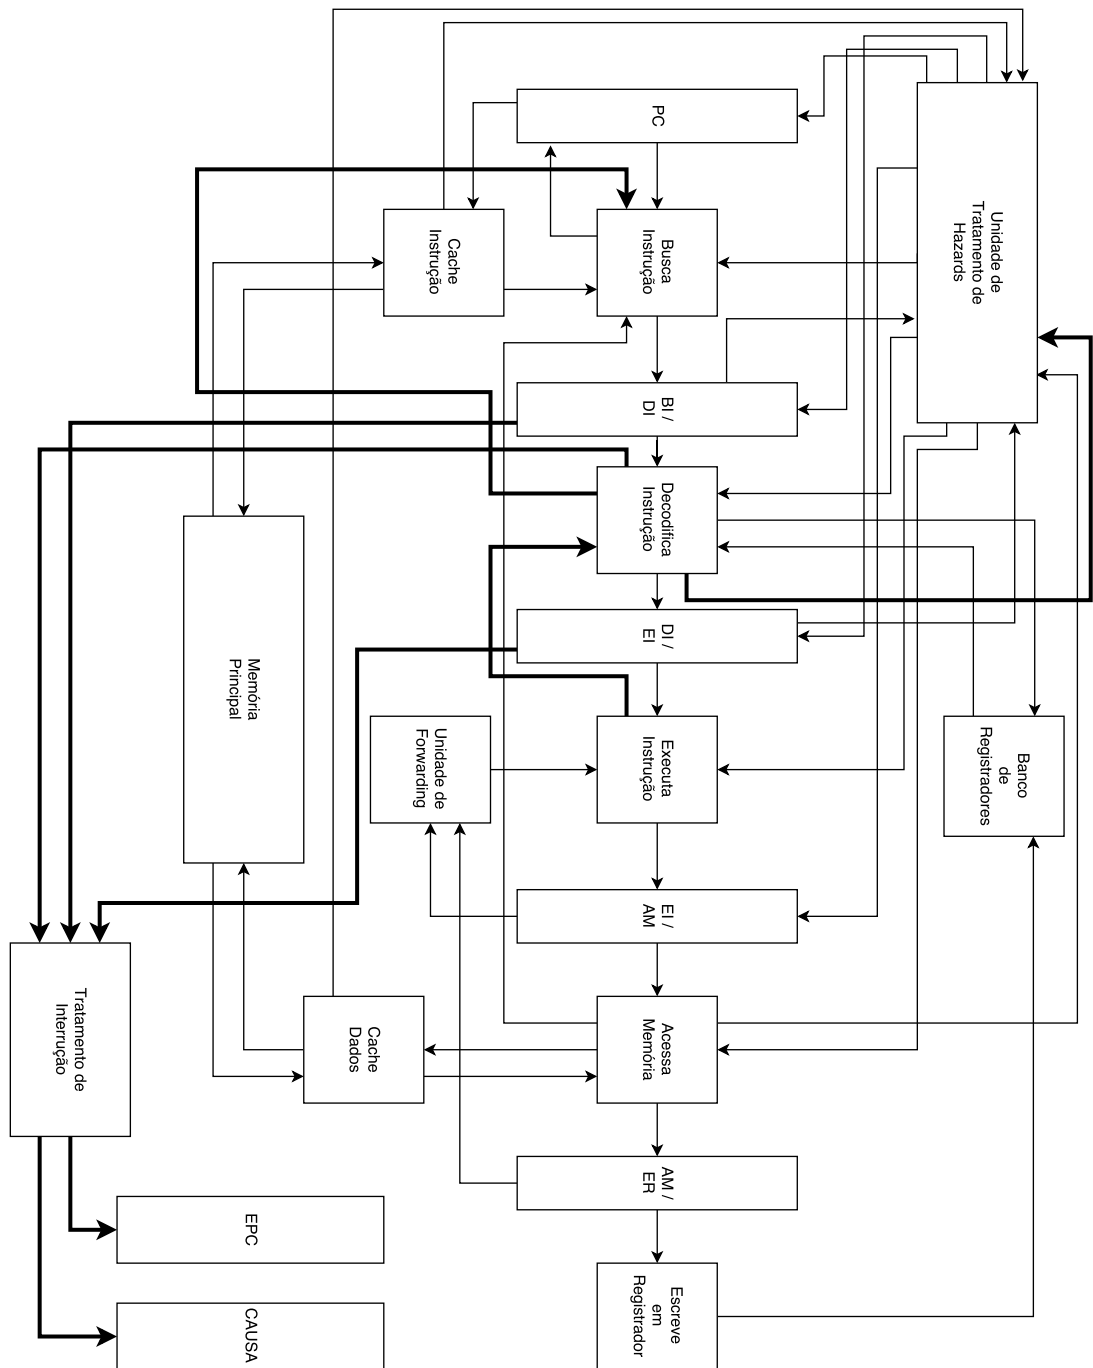 Unidade de
Tratamento de
Hazards
PC
Busca
Instrução
Cache
Instrução
BI /
DI
Decodifica
Instrução
DI /
EI
Memória
Principal
Banco
de
Registradores
Executa
Instrução
Unidade de
Forwarding
EI /
AM
Acessa
Memória
Cache
Dados
Tratamento de
Interrução
AM /
ER
EPC
Escreve
em
Registrador
CAUSA